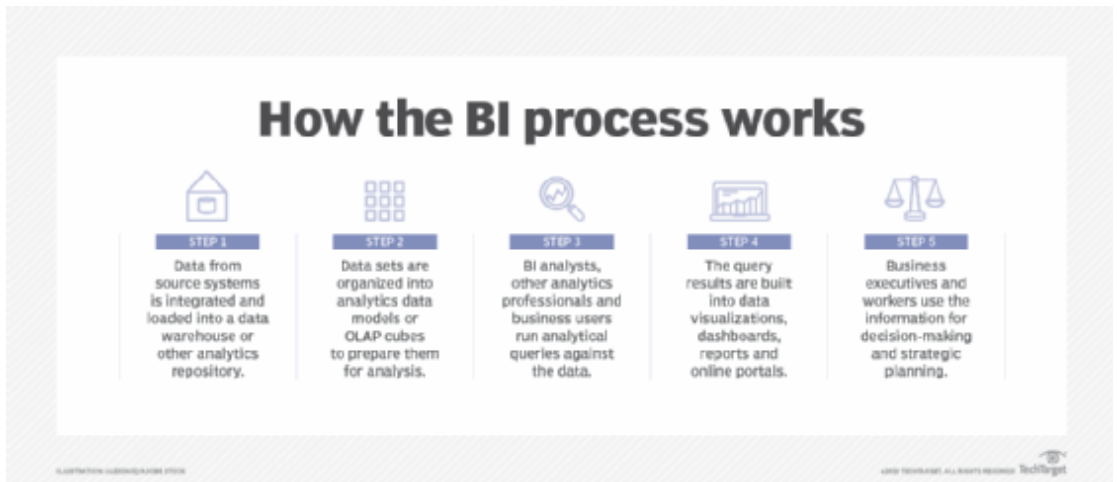 How the BI process works
STEP 1
Data from
source systems
is integrated and
loaded into a data
warehouse or
other analytics
repository.
STEP 2
Data sets are
organized into
analytics data
models or
OLAP cubes
to prepare them
for analysis.
STEP 3
BI analysts,
other analytics
professionals and
business users
run analytical
queries against
the data.
STEP 4
The query
results are built
into data
visualizations,
dashboards,
reports and
online portals.
STEP 5
Business
executives and
workers use the
information for
decision-making
and strategic
planning.
TechTarget